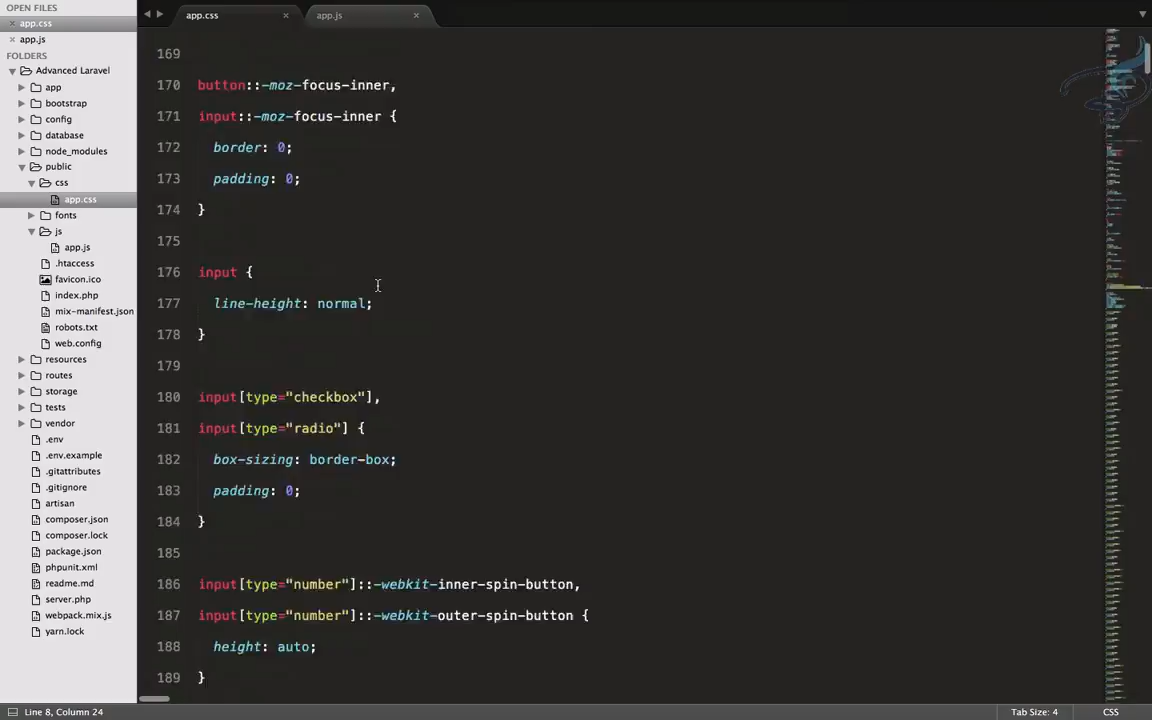 OPEN FILES
app.css
app.js
FOLDERS
Advanced Laravel
app
bootstrap
config
database
node_modules
public
css
app.css
fonts
js
app.js
.htaccess
favicon.ico
index.php
mix-manifest.json
robots.txt
web.config
resources
routes
storage
tests
vendor
.env
.env.example
.gitattributes
.gitignore
artisan
composer.json
composer.lock
package.json
phpunit.xml
readme.md
server.php
webpack.mix.js
yarn.lock
app.css
app.js
169
170 button::-moz-focus-inner,
171 input::-moz-focus-inner {
172 border: 0;
173 padding: 0;
174 }
175
176 input {
177 line-height: normal;
178 }
179
180 input[type="checkbox"],
181 input[type="radio"] {
182 box-sizing: border-box;
183 padding: 0;
184 }
185
186 input[type="number"]::-webkit-inner-spin-button,
187 input[type="number"]::-webkit-outer-spin-button {
188 height: auto;
189 }
Line 8, Column 24
Tab Size: 4
CSS